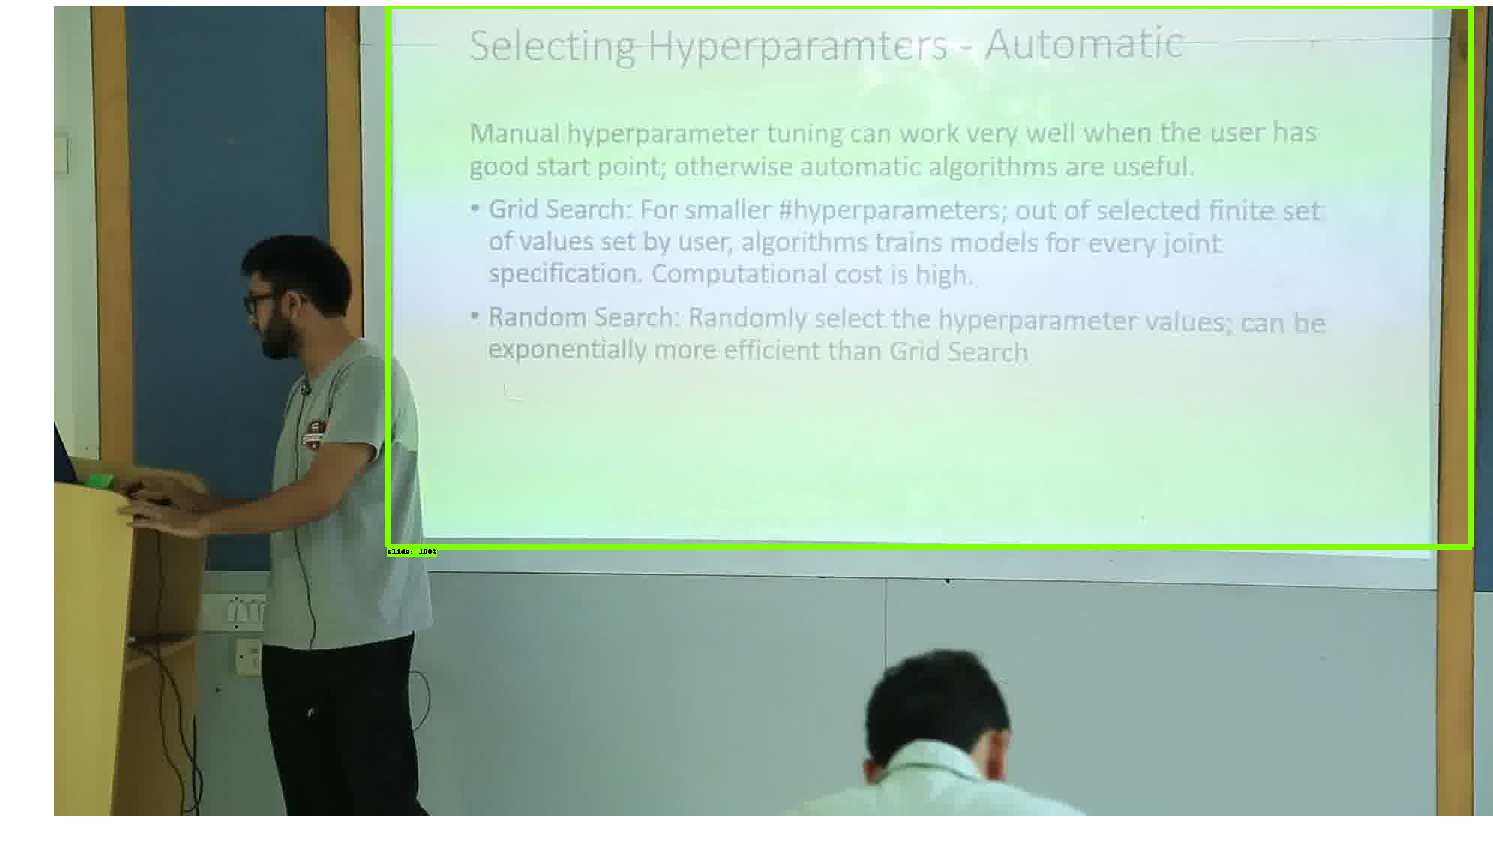 Selecting Hyperparamters - Automatic
Manual hyperparameter tuning can work very well when the user has
good start point; otherwise automatic algorithms are useful.
• Grid Search: For smaller #hyperparameters; out of selected finite set
of values set by user, algorithms trains models for every joint
specification. Computational cost is high.
• Random Search: Randomly select the hyperparameter values; can be
exponentially more efficient than Grid Search
slide: 100%